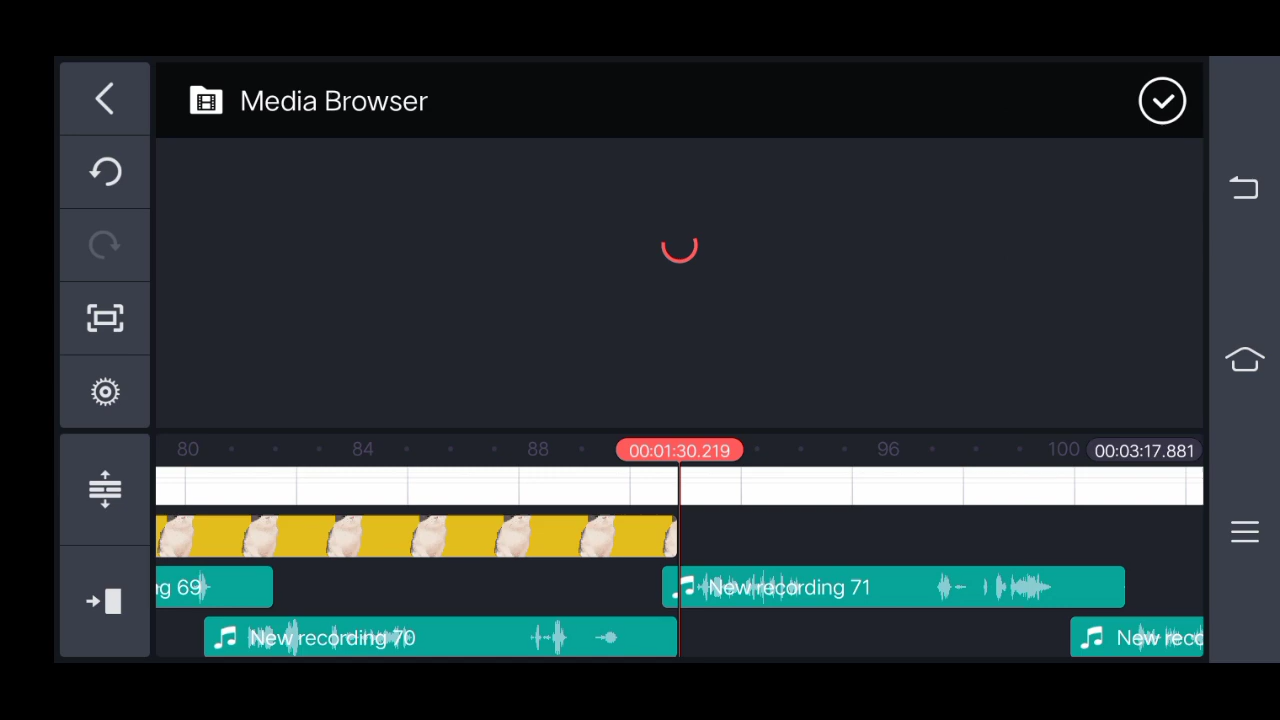 Media Browser
80 84 88 00:01:30.219 96 100 00:03:17.881
g 69
New recording 71
New recording 70
New reco